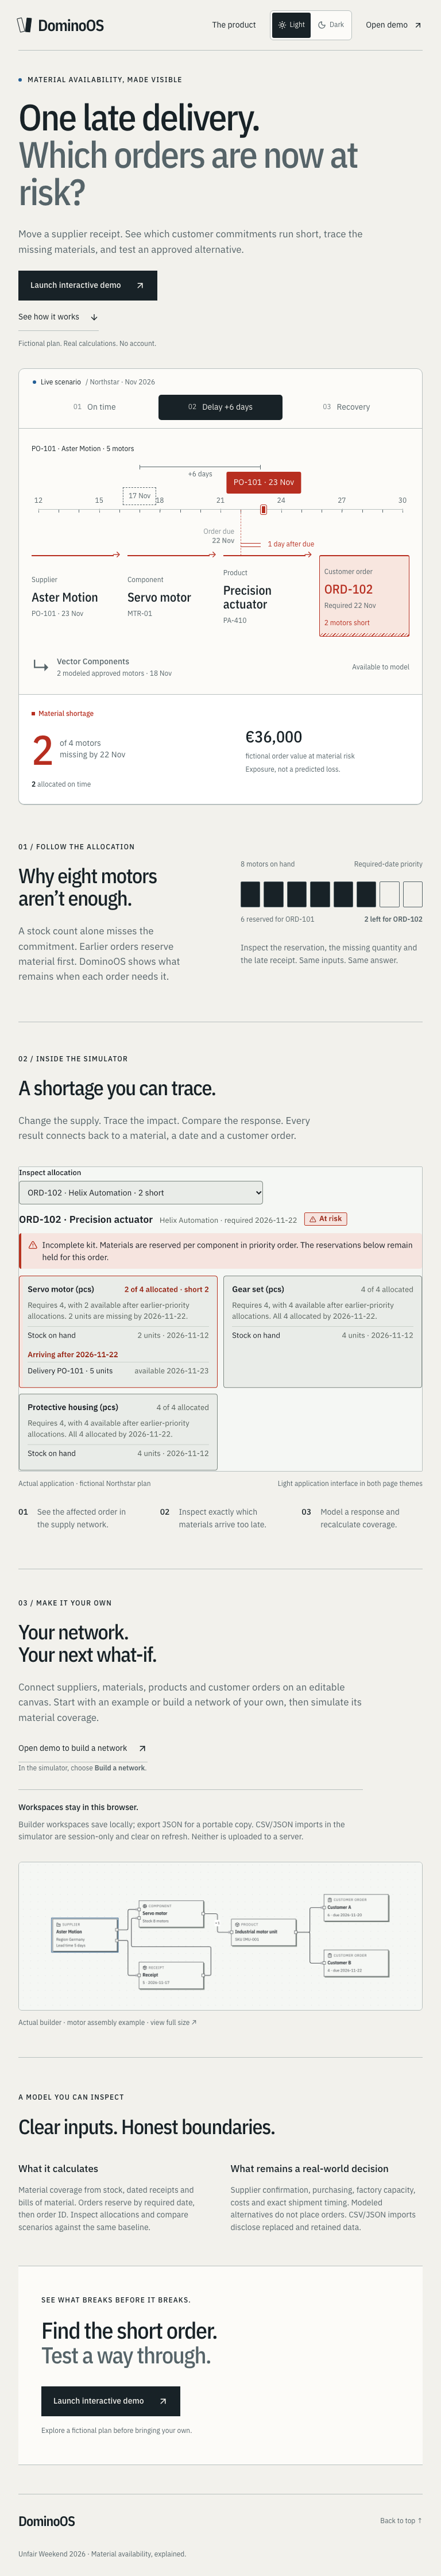 DominoOS
The product
Light
Dark
Open demo ↗
MATERIAL AVAILABILITY, MADE VISIBLE
One late delivery.
Which orders are now at
risk?
Move a supplier receipt. See which customer commitments run short, trace the
missing materials, and test an approved alternative.
Launch interactive demo ↗
See how it works ↓
Fictional plan. Real calculations. No account.
Live scenario / Northstar · Nov 2026
01 On time
02 Delay +6 days
03 Recovery
PO-101 · Aster Motion · 5 motors
+6 days
PO-101 · 23 Nov
17 Nov
12 15 18 21 24 27 30
Order due
22 Nov
1 day after due
Supplier
Aster Motion
PO-101 · 23 Nov
Component
Servo motor
MTR-01
Product
Precision
actuator
PA-410
Customer order
ORD-102
Required 22 Nov
2 motors short
Vector Components
2 modeled approved motors · 18 Nov
Available to model
Material shortage
2 of 4 motors
missing by 22 Nov
2 allocated on time
€36,000
fictional order value at material risk
Exposure, not a predicted loss.
01 / FOLLOW THE ALLOCATION
Why eight motors
aren’t enough.
A stock count alone misses the
commitment. Earlier orders reserve
material first. DominoOS shows what
remains when each order needs it.
8 motors on hand
Required-date priority
6 reserved for ORD-101
2 left for ORD-102
Inspect the reservation, the missing quantity and
the late receipt. Same inputs. Same answer.
02 / INSIDE THE SIMULATOR
A shortage you can trace.
Change the supply. Trace the impact. Compare the response. Every
result connects back to a material, a date and a customer order.
Inspect allocation
ORD-102 · Helix Automation · 2 short
ORD-102 · Precision actuator Helix Automation · required 2026-11-22 At risk
Incomplete kit. Materials are reserved per component in priority order. The reservations below remain
held for this order.
Servo motor (pcs) 2 of 4 allocated · short 2
Requires 4, with 2 available after earlier-priority
allocations. 2 units are missing by 2026-11-22.
Stock on hand 2 units · 2026-11-12
Arriving after 2026-11-22
Delivery PO-101 · 5 units available 2026-11-23
Gear set (pcs) 4 of 4 allocated
Requires 4, with 4 available after earlier-priority
allocations. All 4 allocated by 2026-11-22.
Stock on hand 4 units · 2026-11-12
Protective housing (pcs) 4 of 4 allocated
Requires 4, with 4 available after earlier-priority
allocations. All 4 allocated by 2026-11-22.
Stock on hand 4 units · 2026-11-12
Actual application · fictional Northstar plan
Light application interface in both page themes
01 See the affected order in
the supply network.
02 Inspect exactly which
materials arrive too late.
03 Model a response and
recalculate coverage.
03 / MAKE IT YOUR OWN
Your network.
Your next what-if.
Connect suppliers, materials, products and customer orders on an editable
canvas. Start with an example or build a network of your own, then simulate its
material coverage.
Open demo to build a network ↗
In the simulator, choose Build a network.
Workspaces stay in this browser.
Builder workspaces save locally; export JSON for a portable copy. CSV/JSON imports in the
simulator are session-only and clear on refresh. Neither is uploaded to a server.
SUPPLIER
Aster Motion
Region Germany
Lead time 5 days
COMPONENT
Servo motor
RECEIPT
Receipt
PRODUCT
Industrial motor unit
CUSTOMER ORDER
Customer A
CUSTOMER ORDER
Customer B
Actual builder · motor assembly example · view full size ↗
A MODEL YOU CAN INSPECT
Clear inputs. Honest boundaries.
What it calculates
Material coverage from stock, dated receipts and
bills of material. Orders reserve by required date,
then order ID. Inspect allocations and compare
scenarios against the same baseline.
What remains a real-world decision
Supplier confirmation, purchasing, factory capacity,
costs and exact shipment timing. Modeled
alternatives do not place orders. CSV/JSON imports
disclose replaced and retained data.
SEE WHAT BREAKS BEFORE IT BREAKS.
Find the short order.
Test a way through.
Launch interactive demo ↗
Explore a fictional plan before bringing your own.
DominoOS
Back to top ↑
Unfair Weekend 2026 · Material availability, explained.